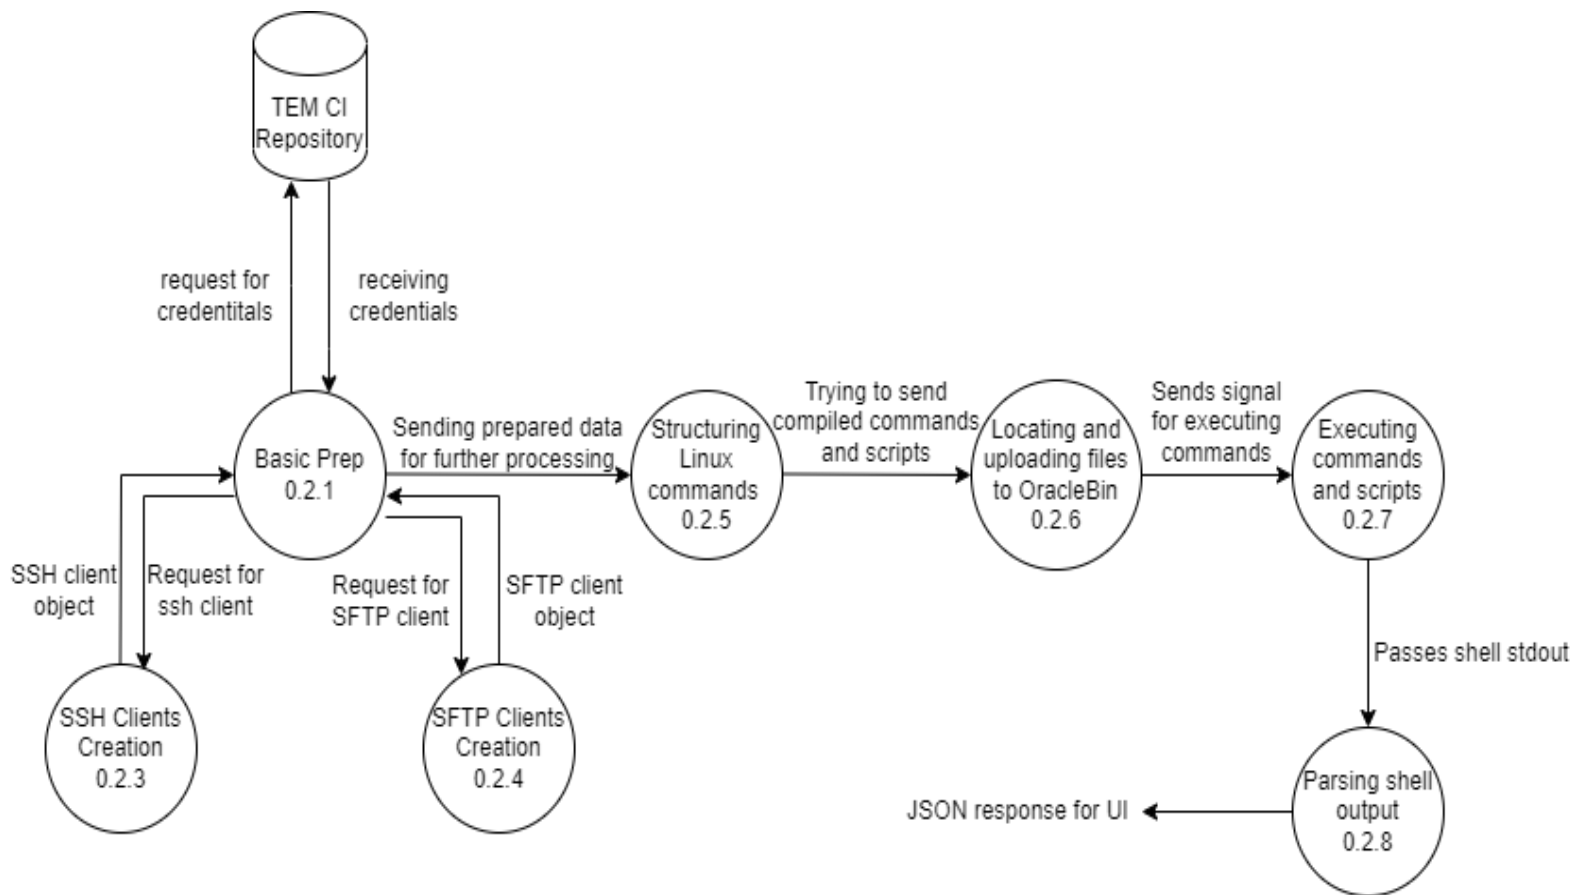 TEM CI
Repository
request for
credentitals
receiving
credentials
Basic Prep
0.2.1
Sending prepared data
for further processing
Structuring
Linux
commands
0.2.5
Trying to send
compiled commands
and scripts
Locating and
uploading files
to OracleBin
0.2.6
Sends signal
for executing
commands
Executing
commands
and scripts
0.2.7
SSH client
object
Request for
ssh client
Request for
SFTP client
SFTP client
object
Passes shell stdout
SSH Clients
Creation
0.2.3
SFTP Clients
Creation
0.2.4
Parsing shell
output
0.2.8
JSON response for UI